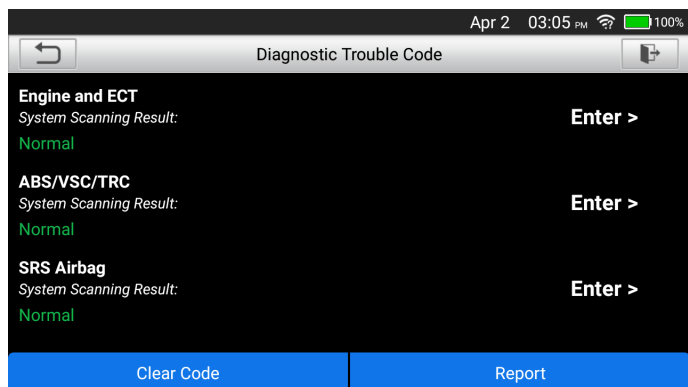 Apr 2 03:05 PM 100%
Diagnostic Trouble Code
Engine and ECT
System Scanning Result:
Enter >
Normal
ABS/VSC/TRC
System Scanning Result:
Enter >
Normal
SRS Airbag
System Scanning Result:
Enter >
Normal
Clear Code Report